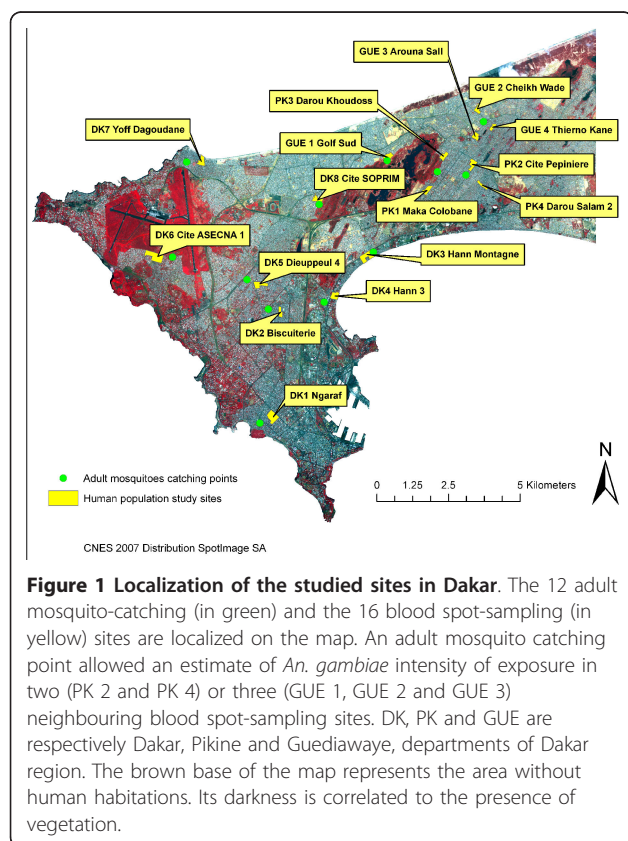 GUE 3 Arouna Sall
GUE 2 Cheikh Wade
PK3 Darou Khoudoss
GUE 4 Thierno Kane
DK7 Yoff Dagoudane
GUE 1 Golf Sud
PK2 Cite Pepiniere
DK8 Cite SOPRIM
PK1 Maka Colobane
PK4 Darou Salam 2
DK6 Cite ASECNA 1
DK3 Hann Montagne
DK5 Dieuppeul 4
DK4 Hann 3
DK2 Biscuiterie
DK1 Ngaraf
N
Adult mosquitoes catching points
Human population study sites
0 1.25 2.5 5 Kilometers
CNES 2007 Distribution SpotImage SA
Figure 1 Localization of the studied sites in Dakar. The 12 adult
mosquito-catching (in green) and the 16 blood spot-sampling (in
yellow) sites are localized on the map. An adult mosquito catching
point allowed an estimate of An. gambiae intensity of exposure in
two (PK 2 and PK 4) or three (GUE 1, GUE 2 and GUE 3)
neighbouring blood spot-sampling sites. DK, PK and GUE are
respectively Dakar, Pikine and Guediawaye, departments of Dakar
region. The brown base of the map represents the area without
human habitations. Its darkness is correlated to the presence of
vegetation.